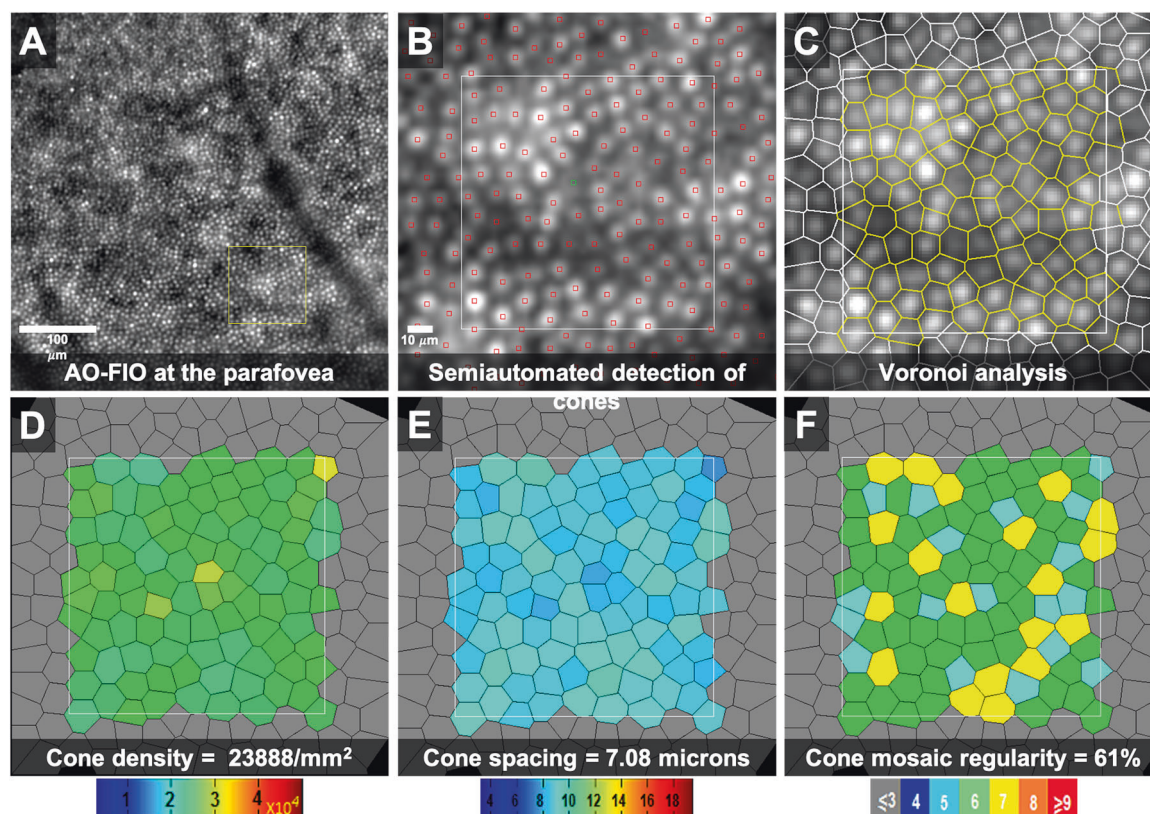 A
100
μm
AO-FIO at the parafovea
B
10 μm
Semiautomated detection of
cones
C
Voronoi analysis
D
Cone density = 23888/mm²
1 2 3 4 X10⁴
E
Cone spacing = 7.08 microns
4 6 8 10 12 14 16 18
F
Cone mosaic regularity = 61%
≤3 4 5 6 7 8 ≥9